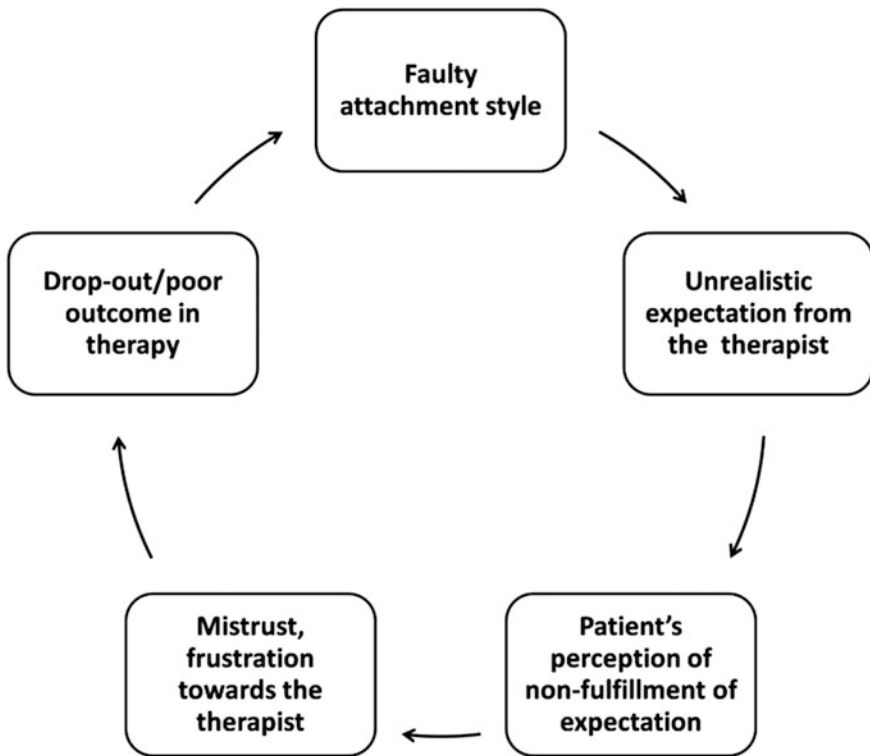 Faulty
attachment style
Unrealistic
expectation from
the therapist
Patient's
perception of
non-fulfillment of
expectation
Mistrust,
frustration
towards the
therapist
Drop-out/poor
outcome in
therapy